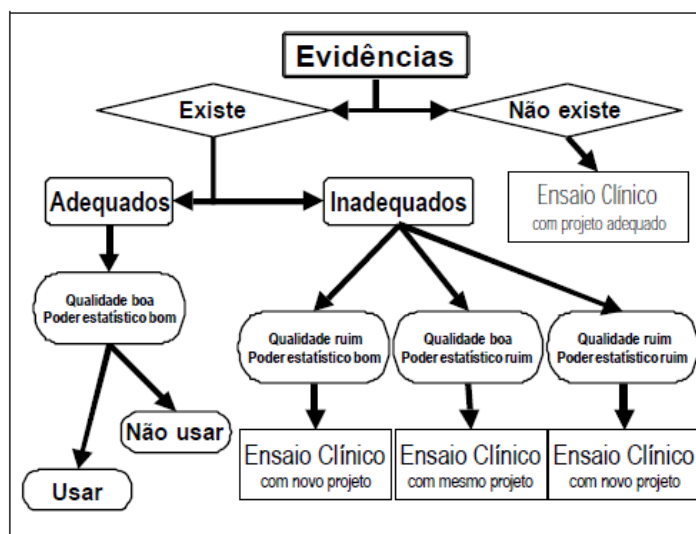 Evidências
Existe
Não existe
Adequados
Inadequados
Ensaio Clínico
com projeto adequado
Qualidade boa
Poder estatístico bom
Qualidade ruim
Poder estatístico bom
Qualidade boa
Poder estatístico ruim
Qualidade ruim
Poder estatístico ruim
Não usar
Usar
Ensaio Clínico
com novo projeto
Ensaio Clínico
com mesmo projeto
Ensaio Clínico
com novo projeto